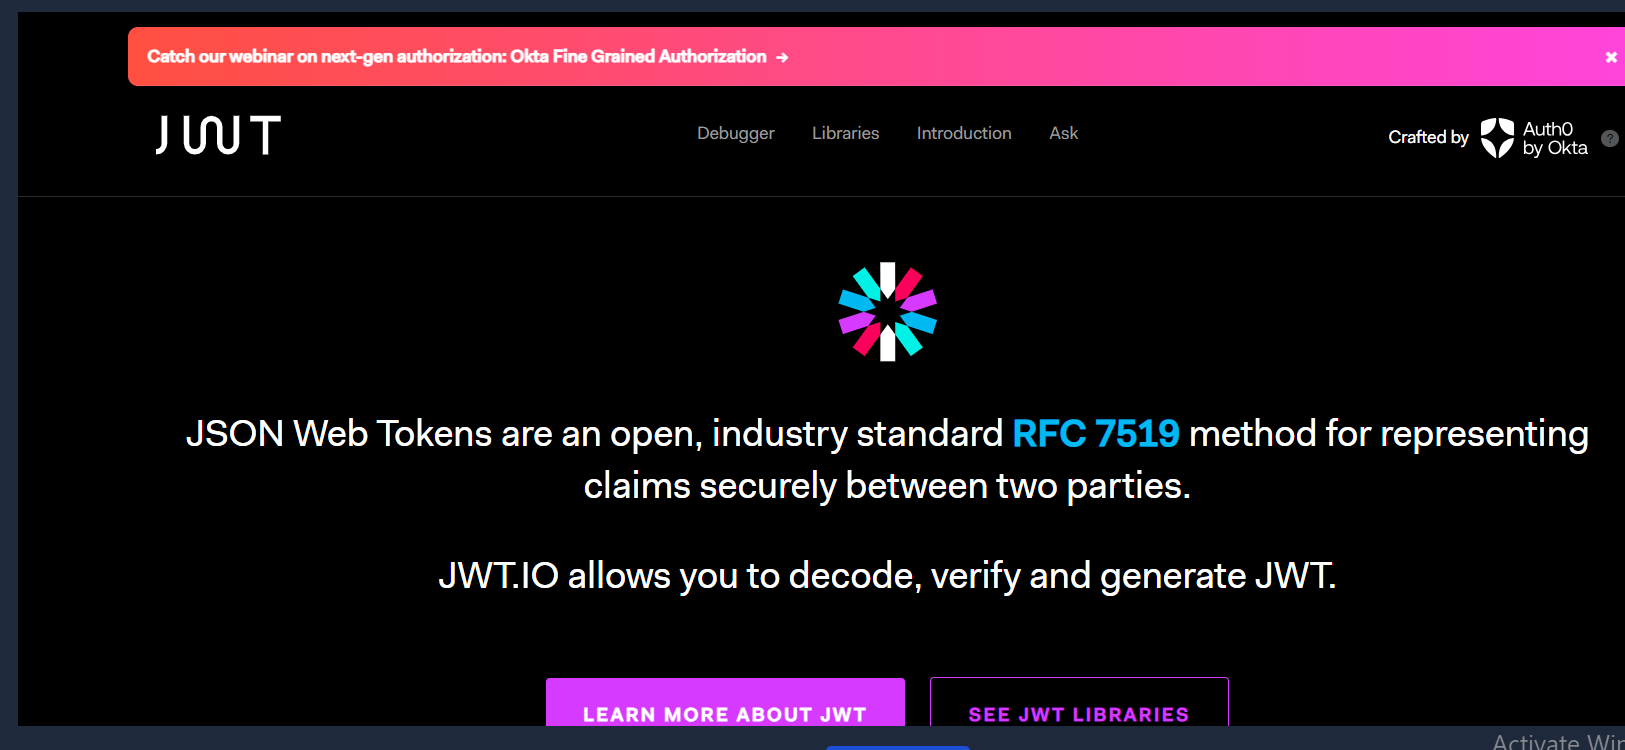 Catch our webinar on next-gen authorization: Okta Fine Grained Authorization → ✖
JWT
Debugger Libraries Introduction Ask
Crafted by Auth0 by Okta ?
JSON Web Tokens are an open, industry standard RFC 7519 method for representing
claims securely between two parties.
JWT.IO allows you to decode, verify and generate JWT.
LEARN MORE ABOUT JWT SEE JWT LIBRARIES
Activate Win